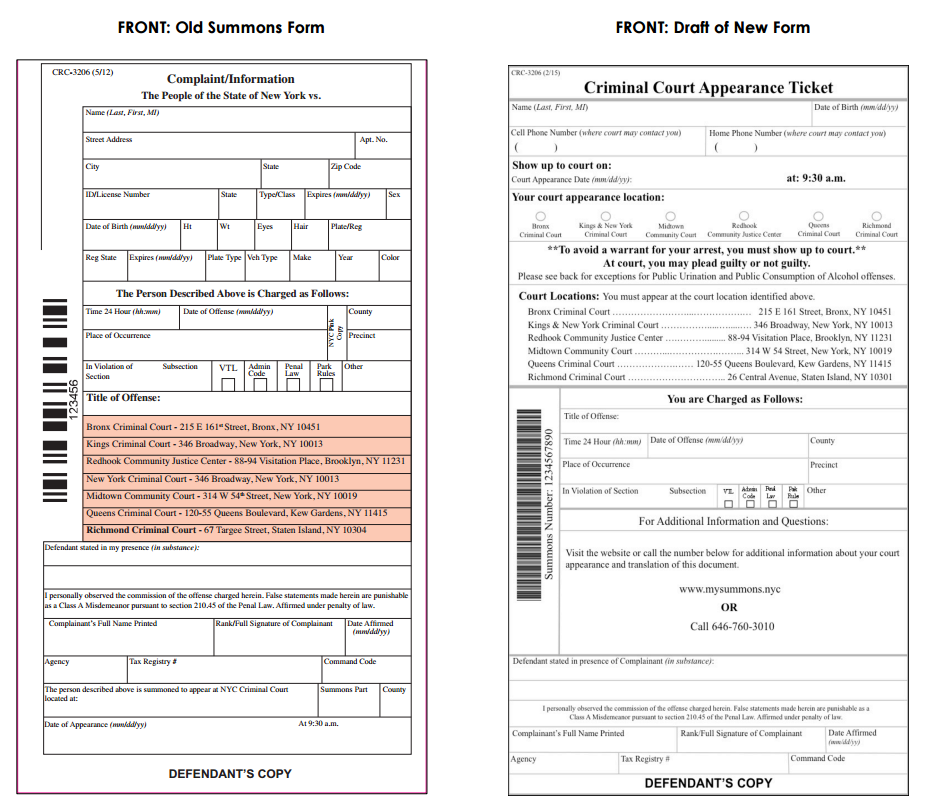 FRONT: Old Summons Form
CRC-3206 (5/12)
Complaint/Information
The People of the State of New York vs.
Name (Last, First, MI)
Street Address Apt. No.
City State Zip Code
ID/License Number State Type/Class Expires (mm/dd/yy) Sex
Date of Birth (mm/dd/yy) Ht Wt Eyes Hair Plate/Reg
Reg State Expires (mm/dd/yy) Plate Type Veh Type Make Year Color
The Person Described Above is Charged as Follows:
Time 24 Hour (hh:mm) Date of Offense (mm/dd/yy) County
NYC Pink Copy
Place of Occurrence Precinct
In Violation of Section Subsection VTL Admin Code Penal Law Park Rules Other
123456
Title of Offense:
Bronx Criminal Court - 215 E 161st Street, Bronx, NY 10451
Kings Criminal Court - 346 Broadway, New York, NY 10013
Redhook Community Justice Center - 88-94 Visitation Place, Brooklyn, NY 11231
New York Criminal Court - 346 Broadway, New York, NY 10013
Midtown Community Court - 314 W 54th Street, New York, NY 10019
Queens Criminal Court - 120-55 Queens Boulevard, Kew Gardens, NY 11415
Richmond Criminal Court - 67 Targee Street, Staten Island, NY 10304
Defendant stated in my presence (in substance):
I personally observed the commission of the offense charged herein. False statements made herein are punishable
as a Class A Misdemeanor pursuant to section 210.45 of the Penal Law. Affirmed under penalty of law.
Complainant's Full Name Printed Rank/Full Signature of Complainant Date Affirmed (mm/dd/yy)
Agency Tax Registry # Command Code
The person described above is summoned to appear at NYC Criminal Court
located at: Summons Part County
Date of Appearance (mm/dd/yy) At 9:30 a.m.
DEFENDANT'S COPY
FRONT: Draft of New Form
CRC-3206 (2/15)
Criminal Court Appearance Ticket
Name (Last, First, MI) Date of Birth (mm/dd/yy)
Cell Phone Number (where court may contact you) Home Phone Number (where court may contact you)
( ) ( )
Show up to court on:
Court Appearance Date (mm/dd/yy): at: 9:30 a.m.
Your court appearance location:
Bronx Criminal Court
Kings & New York Criminal Court
Midtown Community Court
Redhook Community Justice Center
Queens Criminal Court
Richmond Criminal Court
**To avoid a warrant for your arrest, you must show up to court.**
At court, you may plead guilty or not guilty.
Please see back for exceptions for Public Urination and Public Consumption of Alcohol offenses.
Court Locations: You must appear at the court location identified above.
Bronx Criminal Court ........................................ 215 E 161 Street, Bronx, NY 10451
Kings & New York Criminal Court ........................ 346 Broadway, New York, NY 10013
Redhook Community Justice Center ................ 88-94 Visitation Place, Brooklyn, NY 11231
Midtown Community Court .............................. 314 W 54 Street, New York, NY 10019
Queens Criminal Court ........................ 120-55 Queens Boulevard, Kew Gardens, NY 11415
Richmond Criminal Court .............................. 26 Central Avenue, Staten Island, NY 10301
You are Charged as Follows:
Title of Offense:
Time 24 Hour (hh:mm) Date of Offense (mm/dd/yy) County
Place of Occurrence Precinct
In Violation of Section Subsection VTL Admin Code Penal Law Park Rule Other
Summons Number: 1234567890
For Additional Information and Questions:
Visit the website or call the number below for additional information about your court
appearance and translation of this document.
www.mysummons.nyc
OR
Call 646-760-3010
Defendant stated in presence of Complainant (in substance):
I personally observed the commission of the offense charged herein. False statements made herein are punishable as a
Class A Misdemeanor pursuant to section 210.45 of the Penal Law. Affirmed under penalty of law.
Complainant's Full Name Printed Rank/Full Signature of Complainant Date Affirmed (mm/dd/yy)
Agency Tax Registry # Command Code
DEFENDANT'S COPY